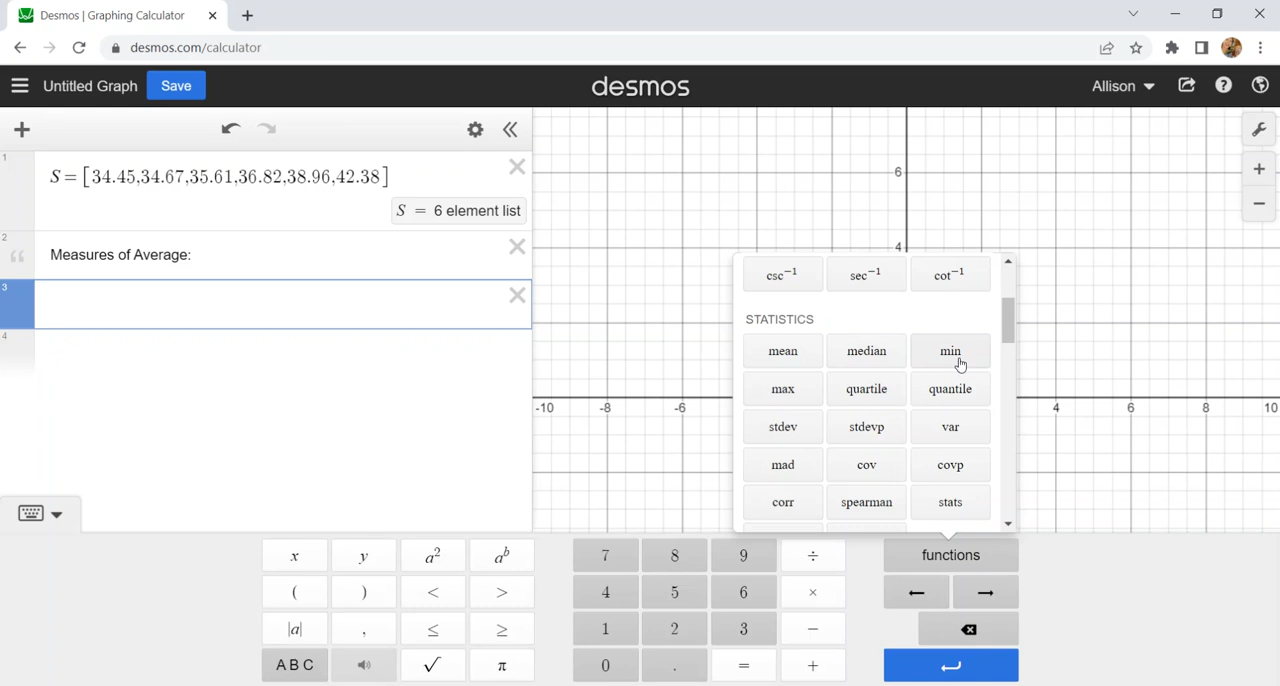 Desmos | Graphing Calculator
desmos.com/calculator
Untitled Graph Save desmos Allison
1 S = [34.45,34.67,35.61,36.82,38.96,42.38]
S = 6 element list
2 Measures of Average:
3
4
6
4
-10 -8 -6 4 6 8 10
csc⁻¹ sec⁻¹ cot⁻¹
STATISTICS
mean median min
max quartile quantile
stdev stdevp var
mad cov covp
corr spearman stats
x y a² aᵇ 7 8 9 ÷ functions
( ) < > 4 5 6 × ← →
|a| , ≤ ≥ 1 2 3 −
A B C √ π 0 . = +